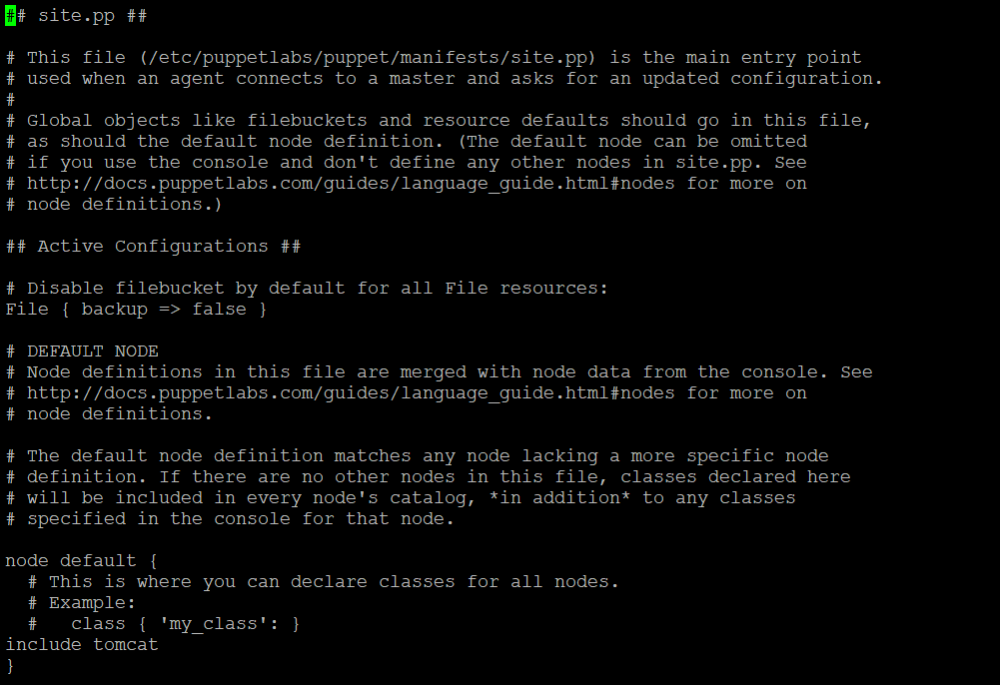 ## site.pp ##
# This file (/etc/puppetlabs/puppet/manifests/site.pp) is the main entry point
# used when an agent connects to a master and asks for an updated configuration.
#
# Global objects like filebuckets and resource defaults should go in this file,
# as should the default node definition. (The default node can be omitted
# if you use the console and don't define any other nodes in site.pp. See
# http://docs.puppetlabs.com/guides/language_guide.html#nodes for more on
# node definitions.)
## Active Configurations ##
# Disable filebucket by default for all File resources:
File { backup => false }
# DEFAULT NODE
# Node definitions in this file are merged with node data from the console. See
# http://docs.puppetlabs.com/guides/language_guide.html#nodes for more on
# node definitions.
# The default node definition matches any node lacking a more specific node
# definition. If there are no other nodes in this file, classes declared here
# will be included in every node's catalog, *in addition* to any classes
# specified in the console for that node.
node default {
  # This is where you can declare classes for all nodes.
  # Example:
  #   class { 'my_class': }
include tomcat
}